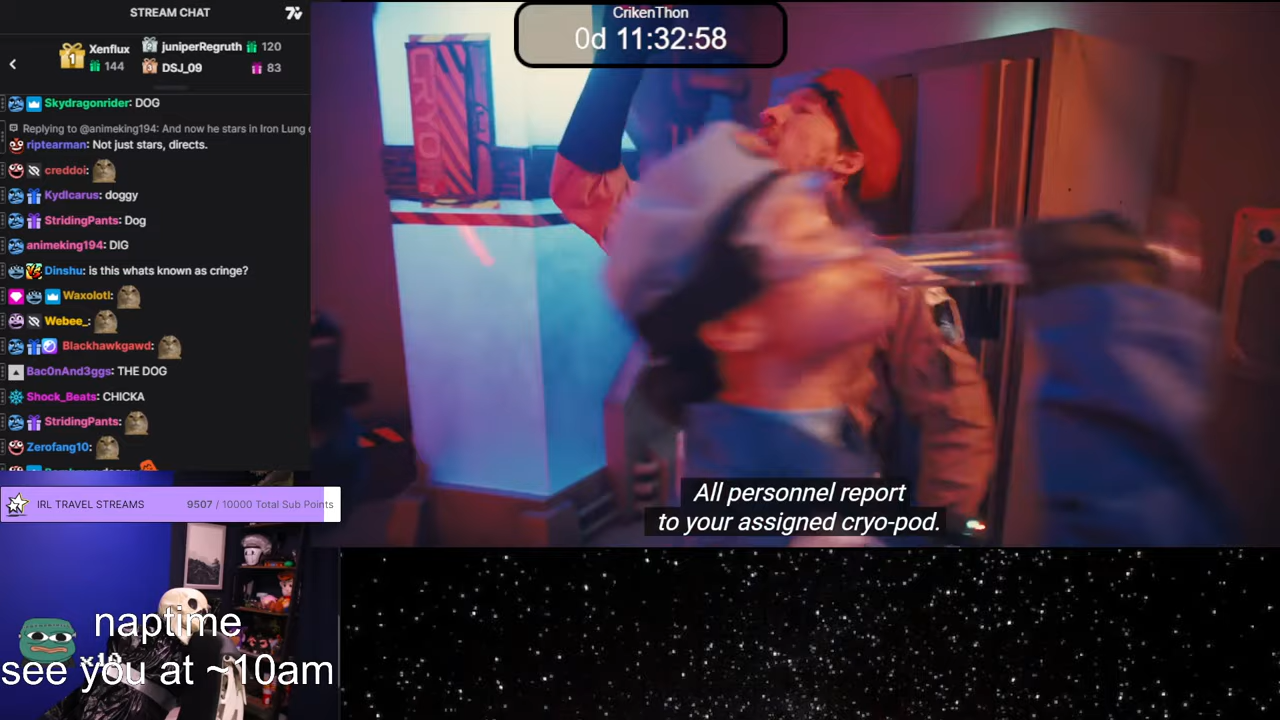 STREAM CHAT
Xenflux
144
juniperRegruth 120
DSJ_09 83
Skydragonrider: DOG
Replying to @animeking194: And now he stars in Iron Lung
riptearman: Not just stars, directs.
creddoi:
KydIcarus: doggy
StridingPants: Dog
animeking194: DIG
Dinshu: is this whats known as cringe?
Waxolotl:
Webee_:
Blackhawkgawd:
Bac0nAnd3ggs: THE DOG
Shock_Beats: CHICKA
StridingPants:
Zerofang10:
IRL TRAVEL STREAMS 9507 / 10000 Total Sub Points
naptime
see you at ~10am
CrikenThon
0d 11:32:58
CRYO
All personnel report
to your assigned cryo-pod.